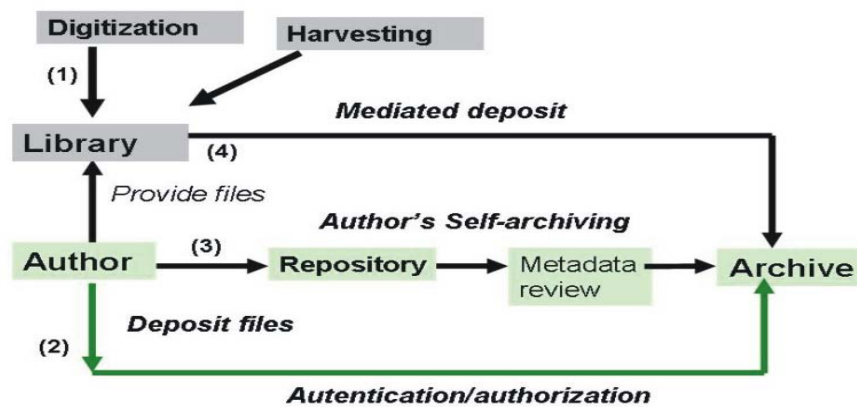 Digitization
Harvesting
(1)
Mediated deposit
Library
(4)
Provide files
Author's Self-archiving
(3)
Author
Repository
Metadata
review
Archive
Deposit files
(2)
Autentication/authorization